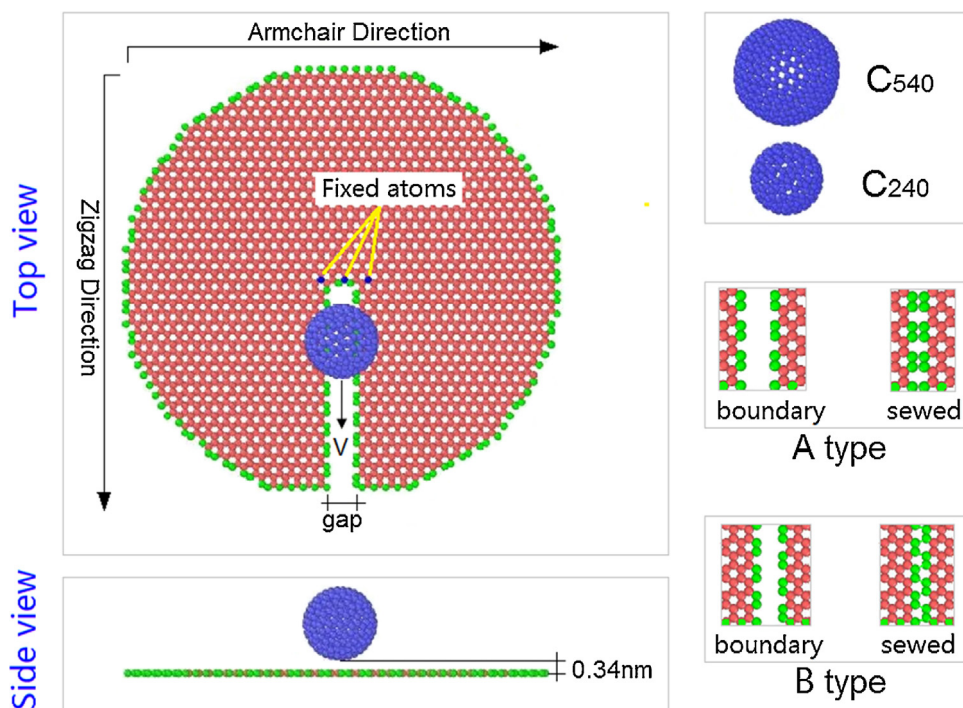 Top view
Armchair Direction
Zigzag Direction
Fixed atoms
V
gap
Side view
0.34nm
C540
C240
boundary
sewed
A type
boundary
sewed
B type